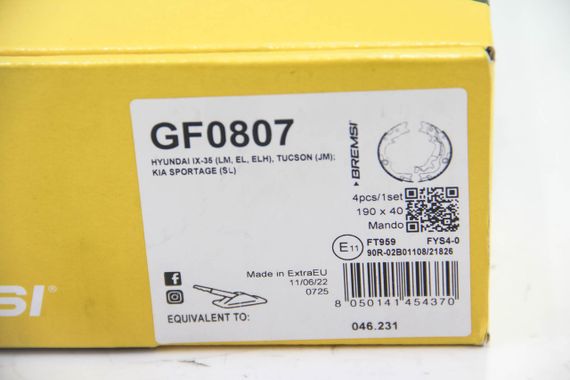 GF0807
HYUNDAI IX-35 (LM, EL, ELH), TUCSON (JM);
KIA SPORTAGE (SL)
BREMSI
4pcs/1set
190 x 40
Mando
E11
FT959 FYS4-0
90R-02B01108/21826
Made in ExtraEU
11/06/22
0725
8 050141 454370
EQUIVALENT TO:
046.231
SI